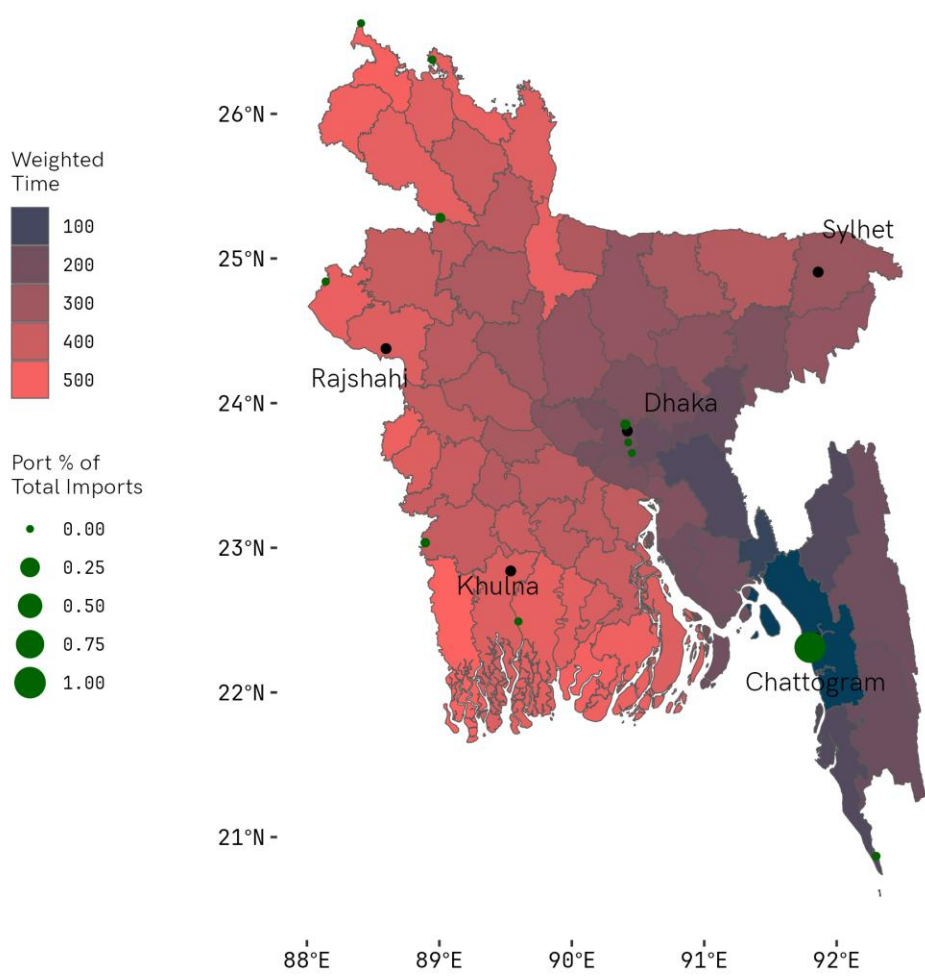 Weighted
Time
100
200
300
400
500
Port % of
Total Imports
0.00
0.25
0.50
0.75
1.00
26°N
25°N
24°N
23°N
22°N
21°N
88°E 89°E 90°E 91°E 92°E
Sylhet
Rajshahi
Dhaka
Khulna
Chattogram